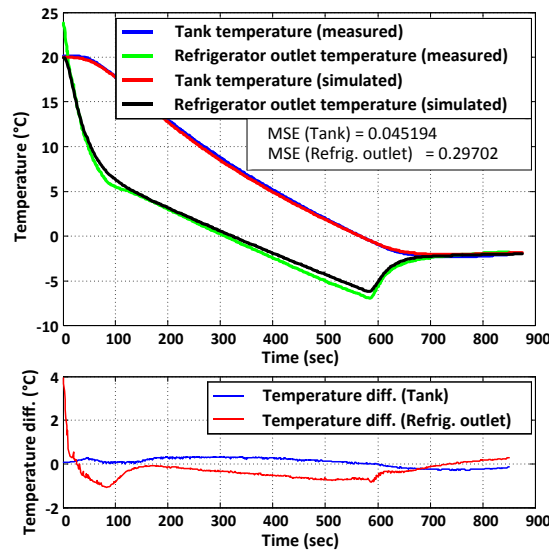 25
20
15
10
5
0
-5
-10
Temperature (°C)
Tank temperature (measured)
Refrigerator outlet temperature (measured)
Tank temperature (simulated)
Refrigerator outlet temperature (simulated)
MSE (Tank) = 0.045194
MSE (Refrig. outlet) = 0.29702
0 100 200 300 400 500 600 700 800 900
Time (sec)
4
2
0
-2
Temperature diff. (°C)
Temperature diff. (Tank)
Temperature diff. (Refrig. outlet)
0 100 200 300 400 500 600 700 800 900
Time (sec)